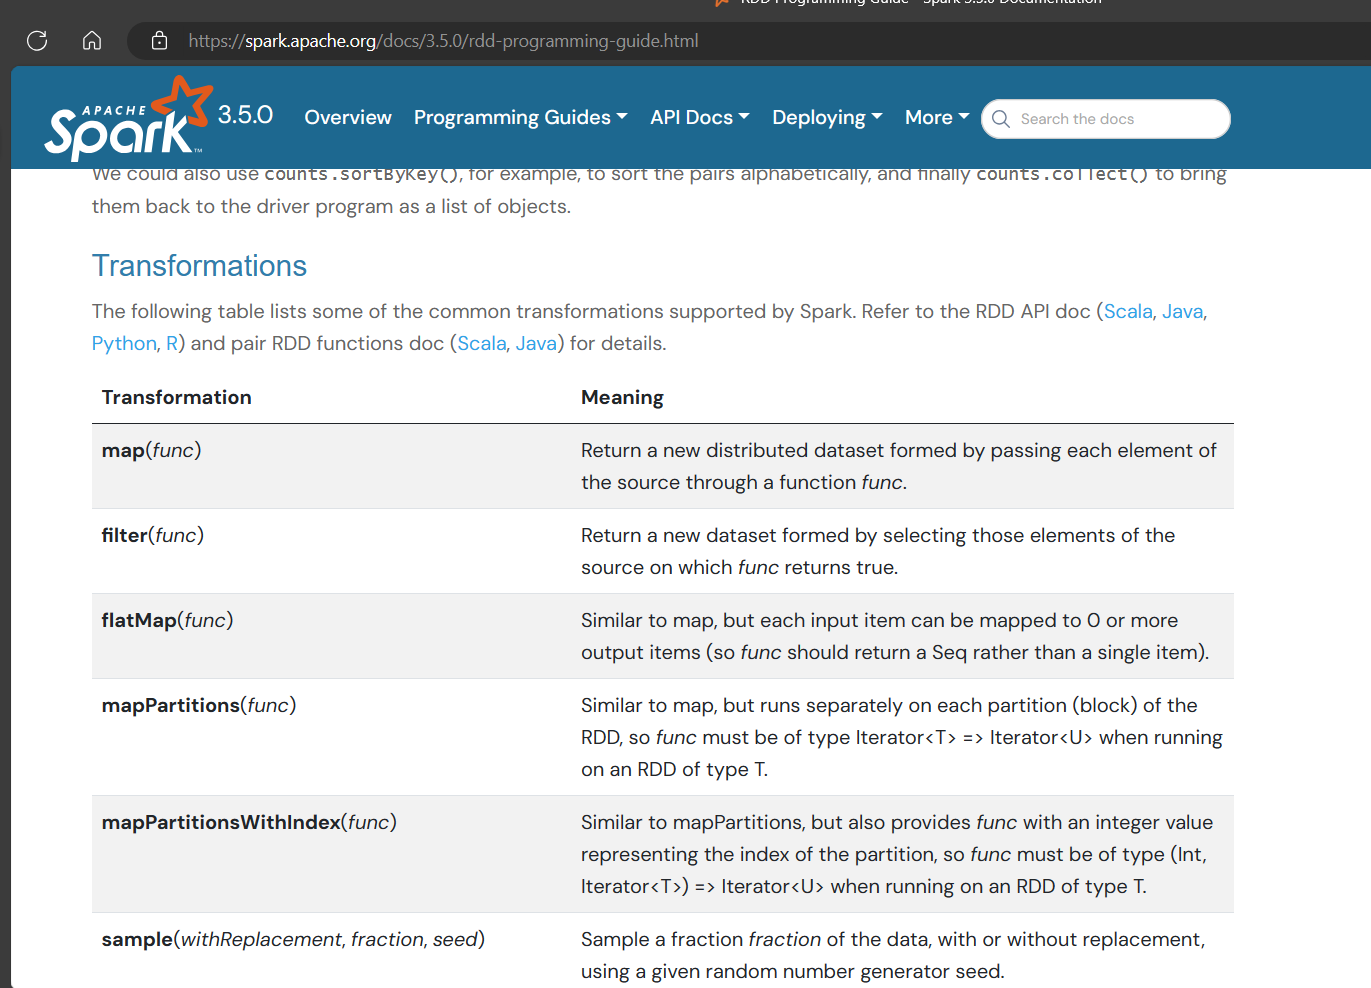 RDD Programming Guide - Spark 3.5.0 Documentation
https://spark.apache.org/docs/3.5.0/rdd-programming-guide.html
APACHE Spark™ 3.5.0 Overview Programming Guides API Docs Deploying More Search the docs
We could also use counts.sortByKey(), for example, to sort the pairs alphabetically, and finally counts.collect() to bring
them back to the driver program as a list of objects.
Transformations
The following table lists some of the common transformations supported by Spark. Refer to the RDD API doc (Scala, Java,
Python, R) and pair RDD functions doc (Scala, Java) for details.
Transformation Meaning
map(func) Return a new distributed dataset formed by passing each element of
the source through a function func.
filter(func) Return a new dataset formed by selecting those elements of the
source on which func returns true.
flatMap(func) Similar to map, but each input item can be mapped to 0 or more
output items (so func should return a Seq rather than a single item).
mapPartitions(func) Similar to map, but runs separately on each partition (block) of the
RDD, so func must be of type Iterator<T> => Iterator<U> when running
on an RDD of type T.
mapPartitionsWithIndex(func) Similar to mapPartitions, but also provides func with an integer value
representing the index of the partition, so func must be of type (Int,
Iterator<T>) => Iterator<U> when running on an RDD of type T.
sample(withReplacement, fraction, seed) Sample a fraction fraction of the data, with or without replacement,
using a given random number generator seed.